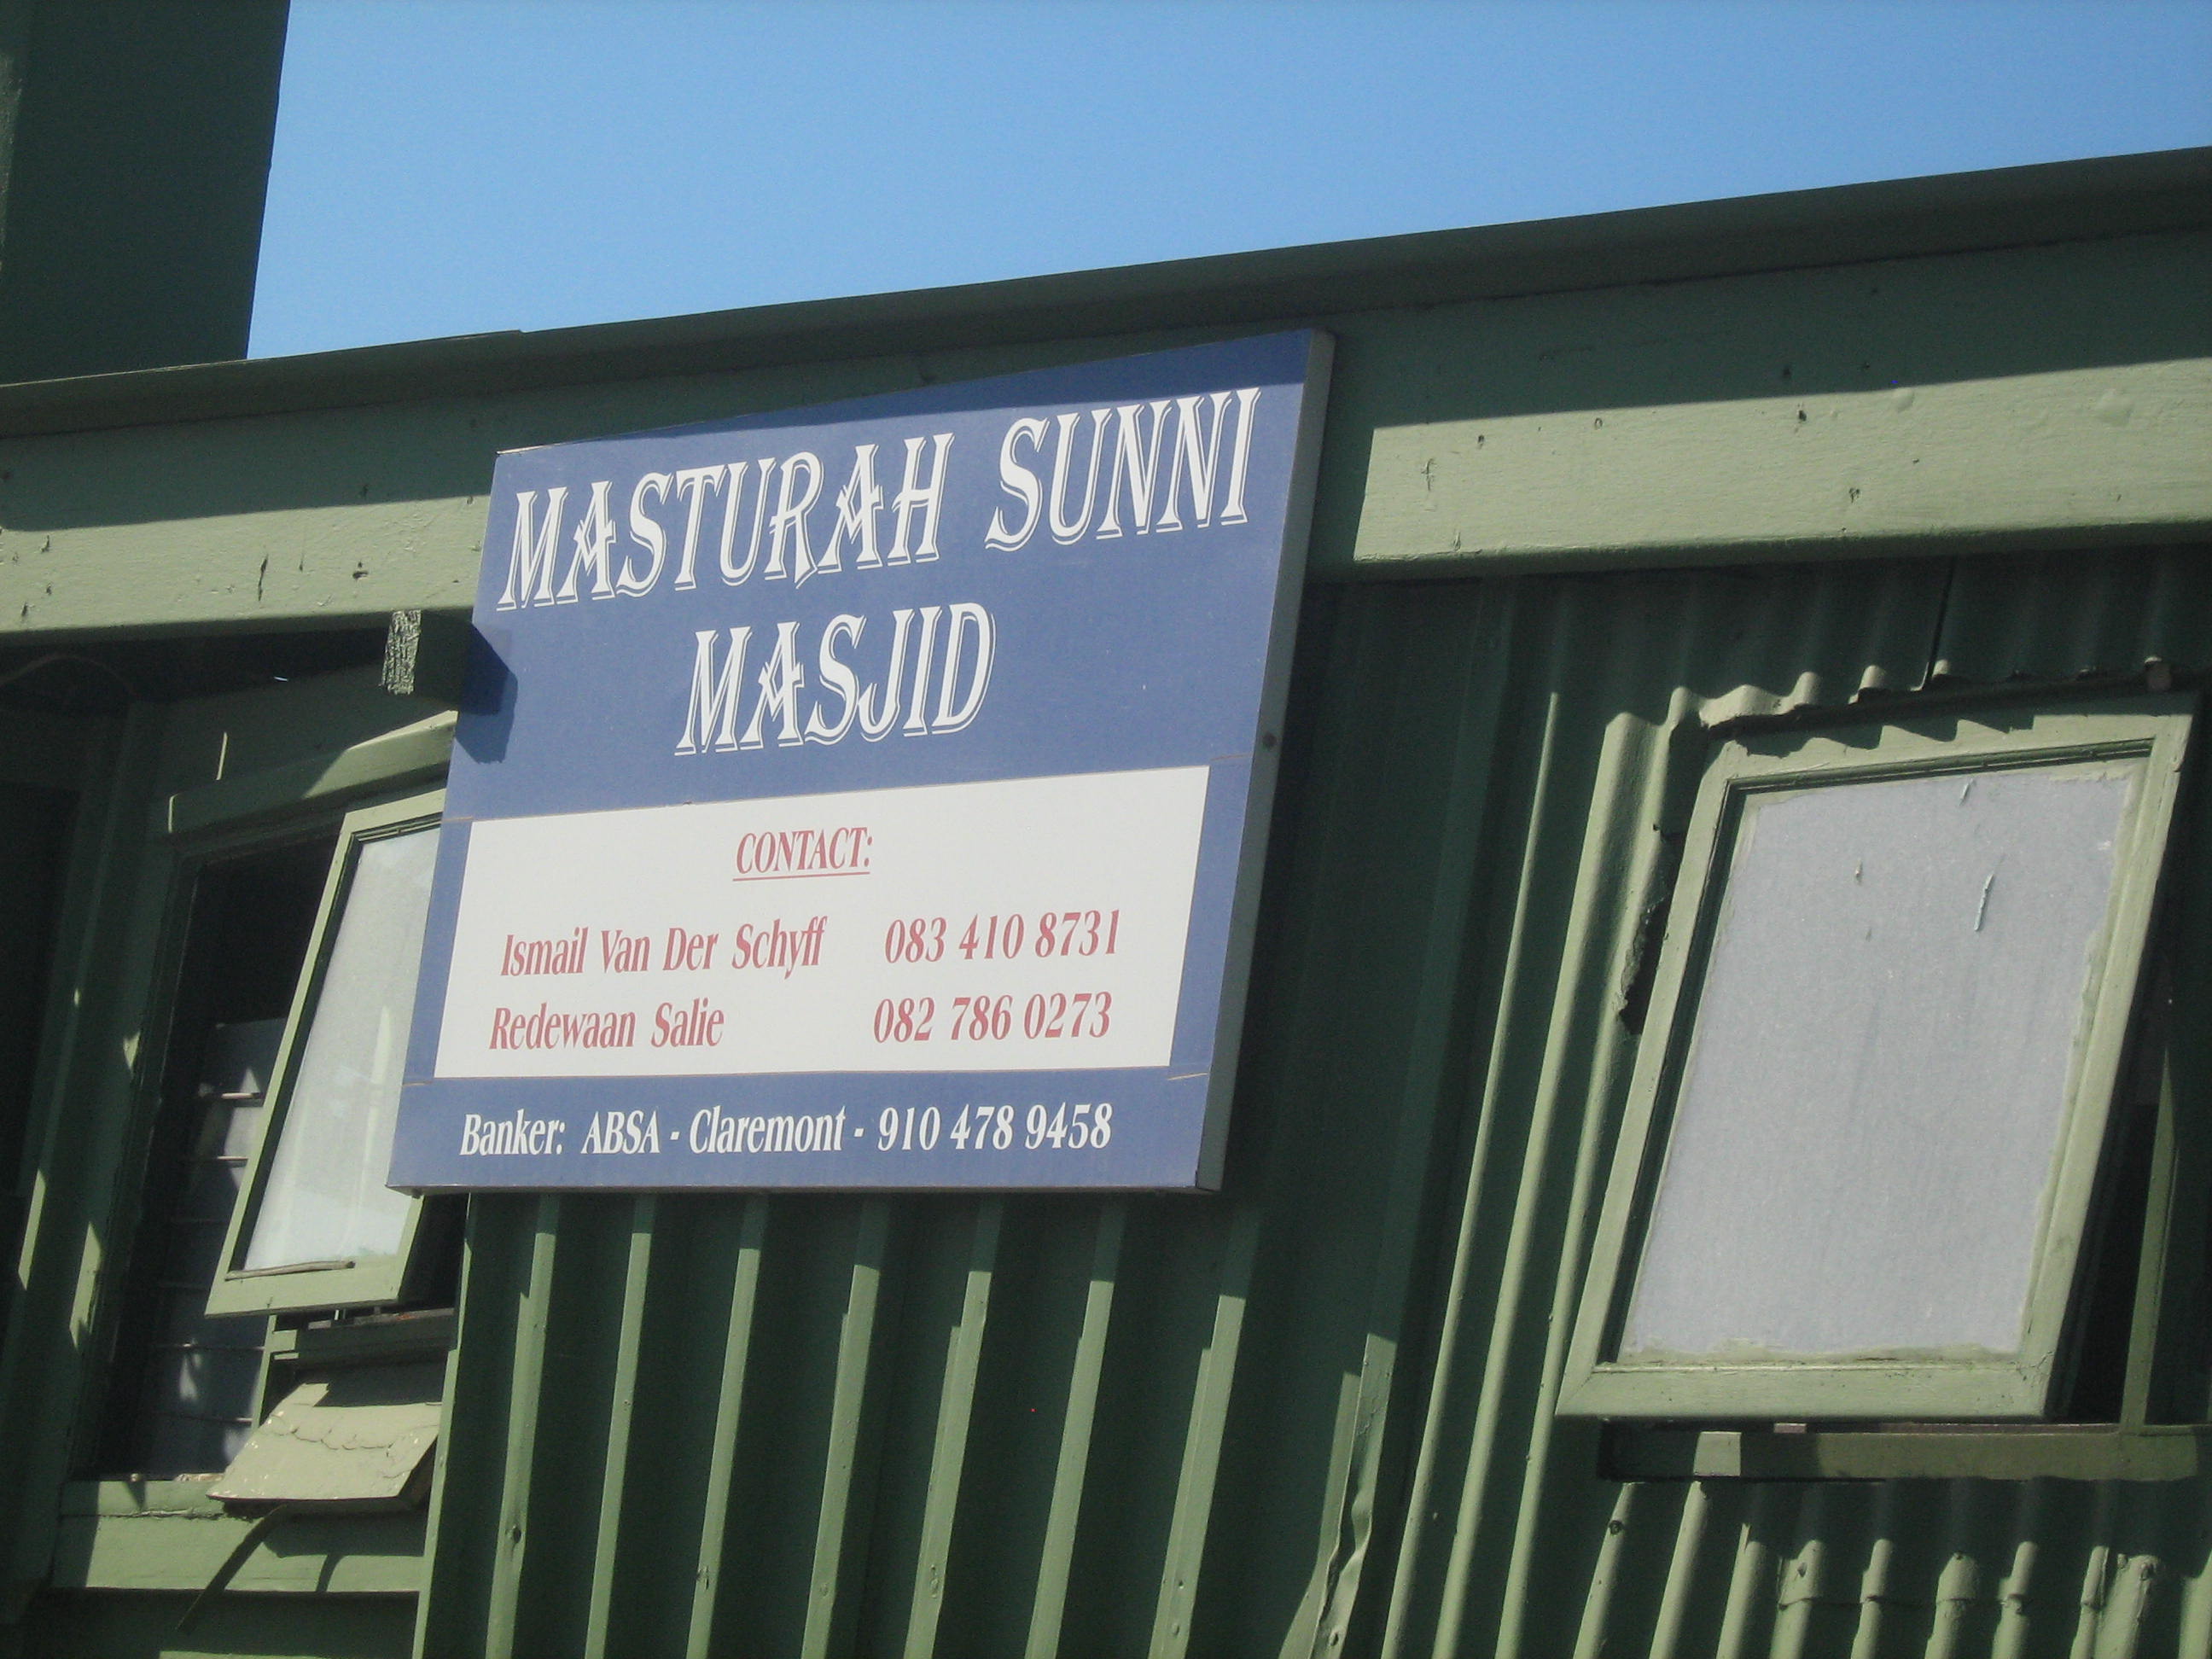 MASTURAH SUNNI
MASJID
CONTACT:
Ismail Van Der Schyff 083 410 8731
Redewaan Salie 082 786 0273
Banker: ABSA - Claremont - 910 478 9458